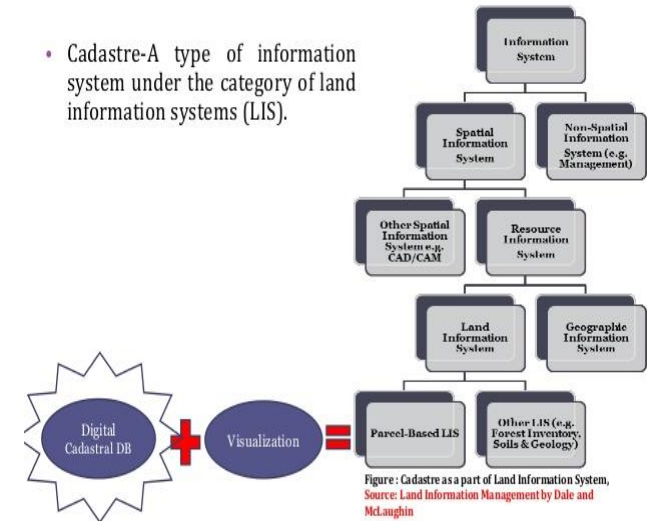 • Cadastre-A type of information
system under the category of land
information systems (LIS).
Information
System
Spatial
Information
System
Non-Spatial
Information
System (e.g.
Management)
Other Spatial
Information
System e.g.
CAD/CAM
Resource
Information
System
Land
Information
System
Geographic
Information
System
Digital
Cadastral DB
Visualization
Parcel-Based LIS
Other LIS (e.g.
Forest Inventory,
Soils & Geology)
Figure : Cadastre as a part of Land Information System,
Source: Land Information Management by Dale and
McLaughin